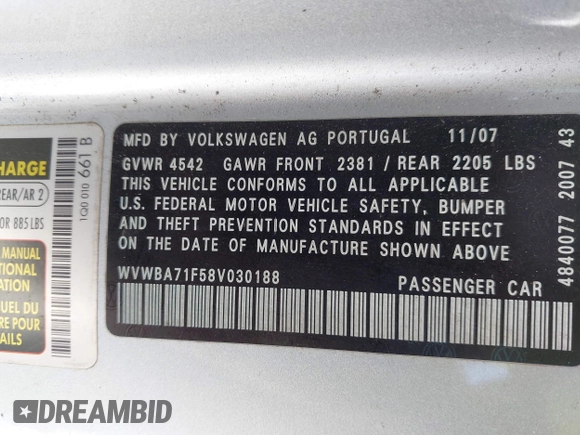 CHARGE
REAR/AR 2
OR 885 LBS
MANUAL
TIONAL
ATION
UEL DU
RE POUR
AILS
1Q0 010 661 B
MFD BY VOLKSWAGEN AG PORTUGAL 11/07
GVWR 4542 GAWR FRONT 2381 / REAR 2205 LBS
THIS VEHICLE CONFORMS TO ALL APPLICABLE
U.S. FEDERAL MOTOR VEHICLE SAFETY, BUMPER
AND THEFT PREVENTION STANDARDS IN EFFECT
ON THE DATE OF MANUFACTURE SHOWN ABOVE
WVWBA71F58V030188 PASSENGER CAR
4840077 2007 43
DREAMBID